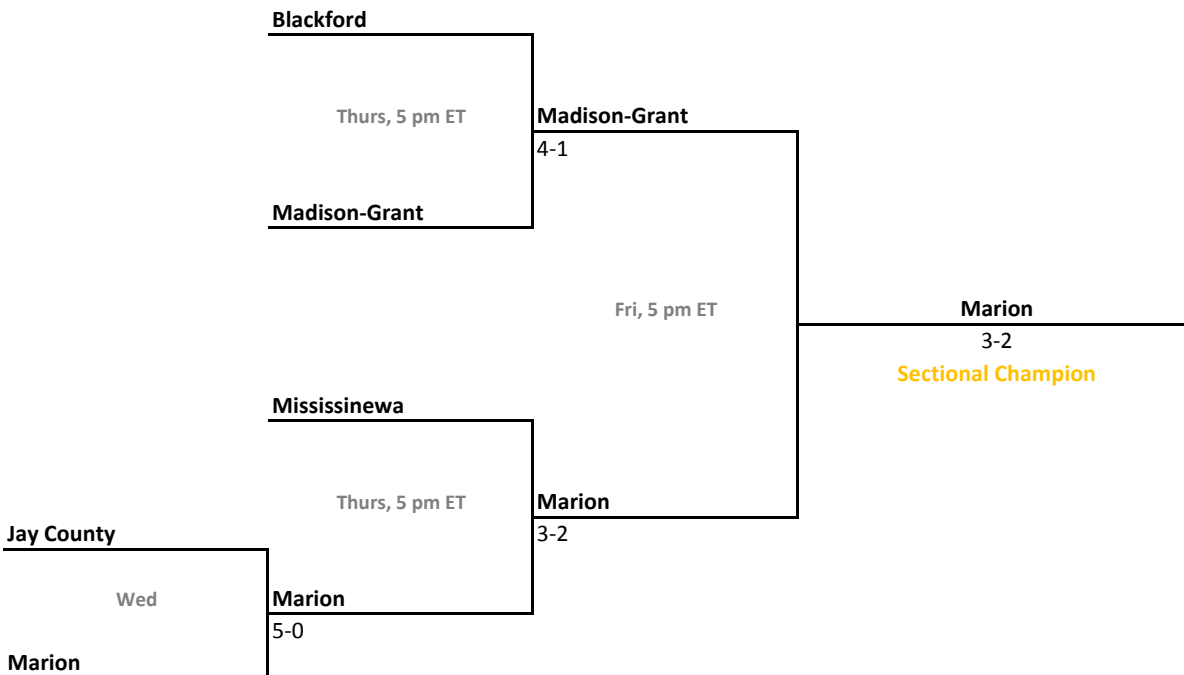 Blackford
Thurs, 5 pm ET
Madison-Grant
4-1
Madison-Grant
Fri, 5 pm ET
Marion
3-2
Sectional Champion
Mississinewa
Thurs, 5 pm ET
Marion
3-2
Jay County
Wed
Marion
5-0
Marion